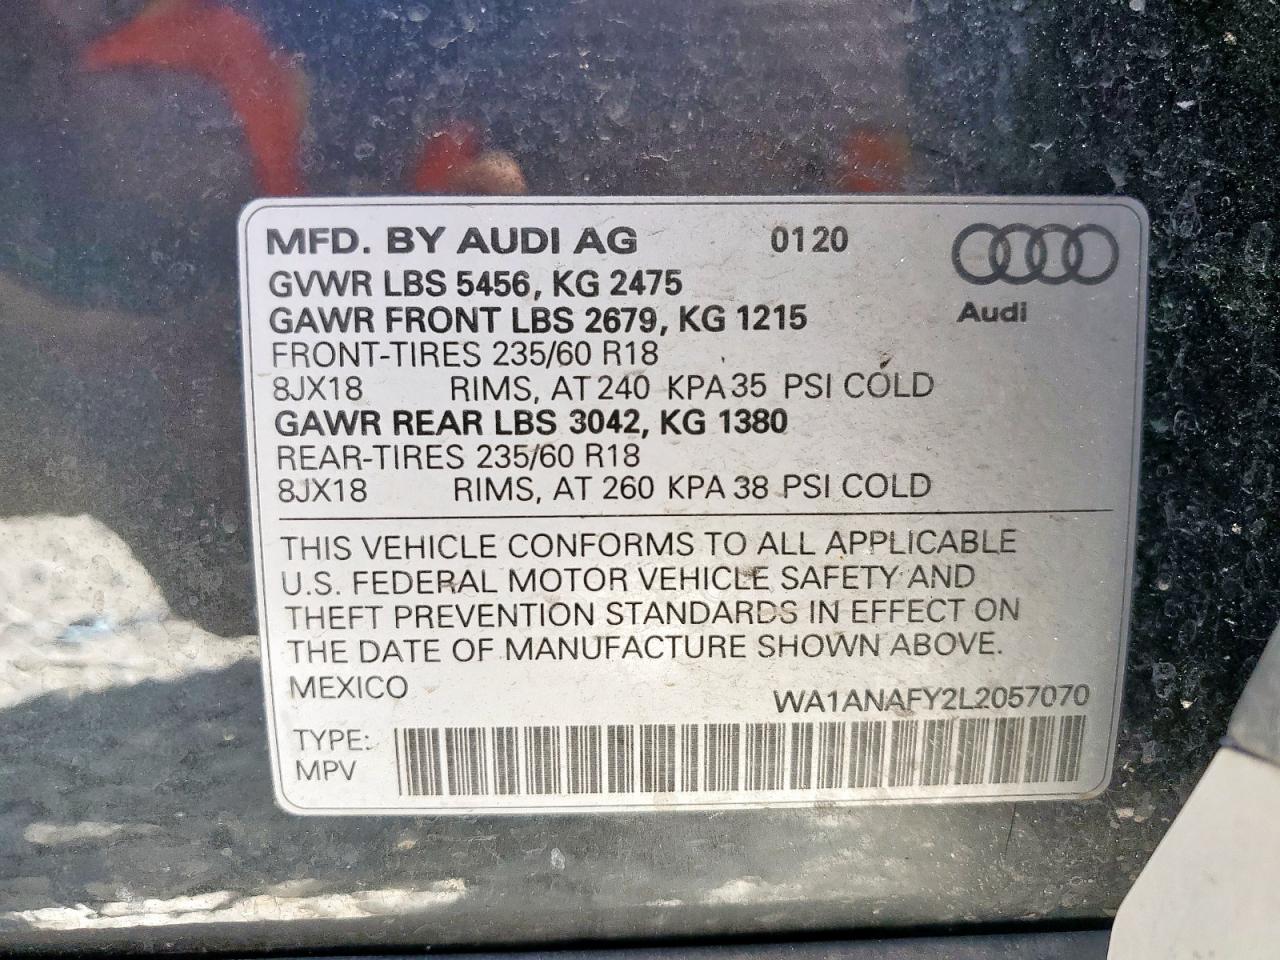 MFD. BY AUDI AG 0120
Audi
GVWR LBS 5456, KG 2475
GAWR FRONT LBS 2679, KG 1215
FRONT-TIRES 235/60 R18
8JX18 RIMS, AT 240 KPA 35 PSI COLD
GAWR REAR LBS 3042, KG 1380
REAR-TIRES 235/60 R18
8JX18 RIMS, AT 260 KPA 38 PSI COLD
THIS VEHICLE CONFORMS TO ALL APPLICABLE
U.S. FEDERAL MOTOR VEHICLE SAFETY AND
THEFT PREVENTION STANDARDS IN EFFECT ON
THE DATE OF MANUFACTURE SHOWN ABOVE.
MEXICO WA1ANAFY2L2057070
TYPE:
MPV